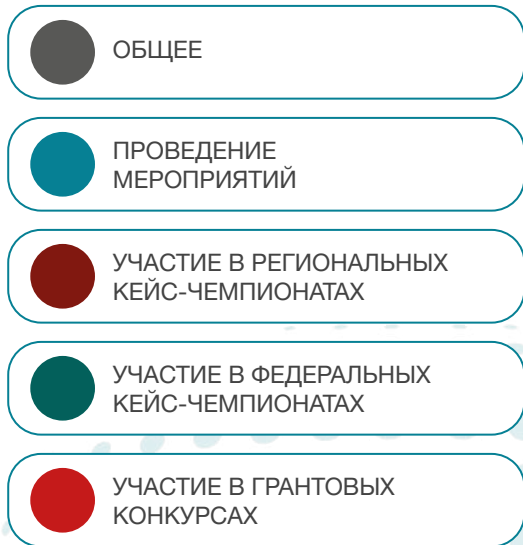 ОБЩЕЕ
ПРОВЕДЕНИЕ
МЕРОПРИЯТИЙ
УЧАСТИЕ В РЕГИОНАЛЬНЫХ
КЕЙС-ЧЕМПИОНАТАХ
УЧАСТИЕ В ФЕДЕРАЛЬНЫХ
КЕЙС-ЧЕМПИОНАТАХ
УЧАСТИЕ В ГРАНТОВЫХ
КОНКУРСАХ